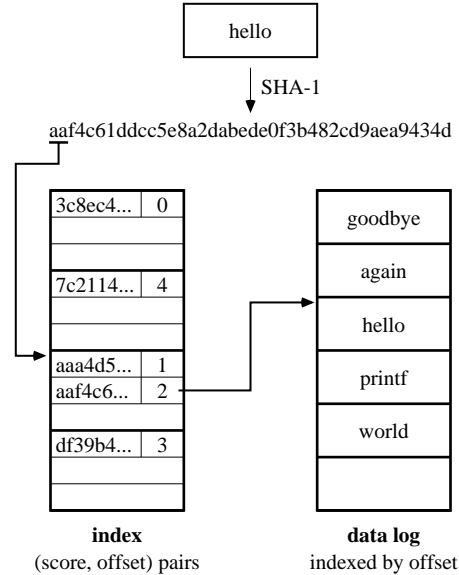 hello
SHA-1
aaf4c61ddcc5e8a2dabede0f3b482cd9aea9434d
3c8ec4... 0
7c2114... 4
aaa4d5... 1
aaf4c6... 2
df39b4... 3
index
(score, offset) pairs
goodbye
again
hello
printf
world
data log
indexed by offset